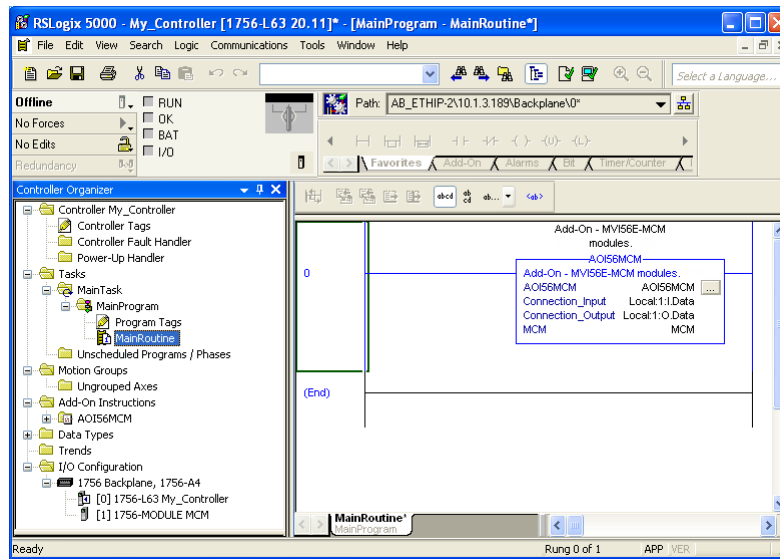 RSLogix 5000 - My_Controller [1756-L63 20.11]* - [MainProgram - MainRoutine*]
File Edit View Search Logic Communications Tools Window Help
Select a Language...
Offline
RUN
Path: AB_ETHIP-2\10.1.3.189\Backplane\0*
No Forces
OK
BAT
No Edits
I/O
Redundancy
Favorites Add-On Alarms Bit Timer/Counter
Controller Organizer
abcd ab cd ab... <ab>
Controller My_Controller
Controller Tags
Controller Fault Handler
Power-Up Handler
Tasks
MainTask
MainProgram
Program Tags
MainRoutine
Unscheduled Programs / Phases
Motion Groups
Ungrouped Axes
Add-On Instructions
AOI56MCM
Data Types
Trends
I/O Configuration
1756 Backplane, 1756-A4
[0] 1756-L63 My_Controller
[1] 1756-MODULE MCM
Add-On - MVI56E-MCM
modules.
AOI56MCM
0
Add-On - MVI56E-MCM modules.
AOI56MCM AOI56MCM ...
Connection_Input Local:1:I.Data
Connection_Output Local:1:O.Data
MCM MCM
(End)
MainRoutine*
MainProgram
Ready
Rung 0 of 1 APP VER